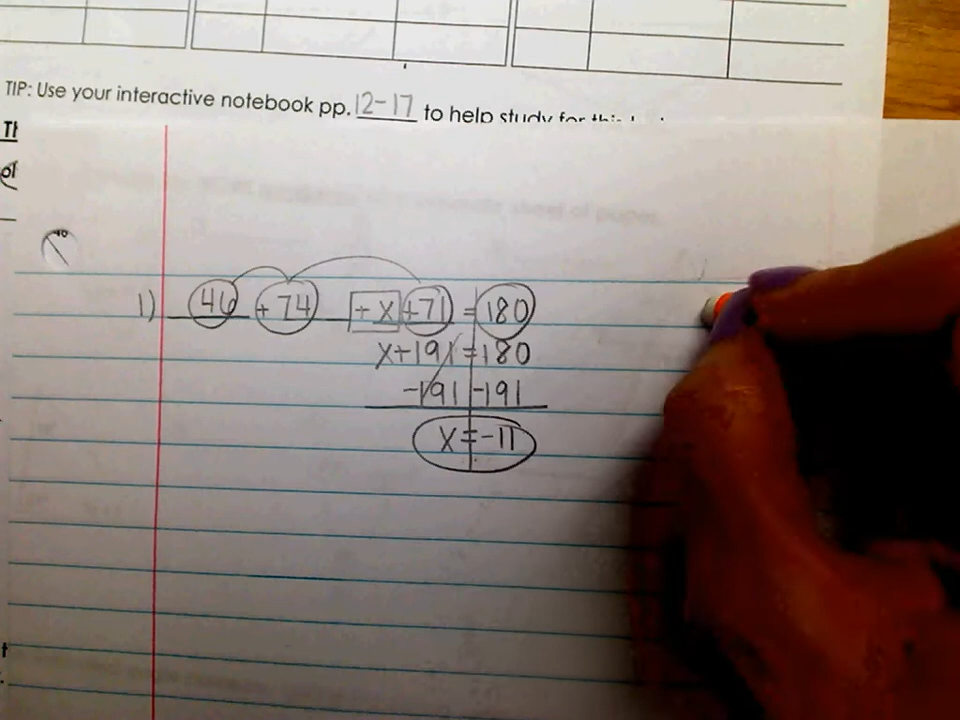 TIP: Use your interactive notebook pp. 12-17 to help study for this
1) 46 + 74 + x + 71 = 180
x + 191 = 180
-191 -191
x = -11